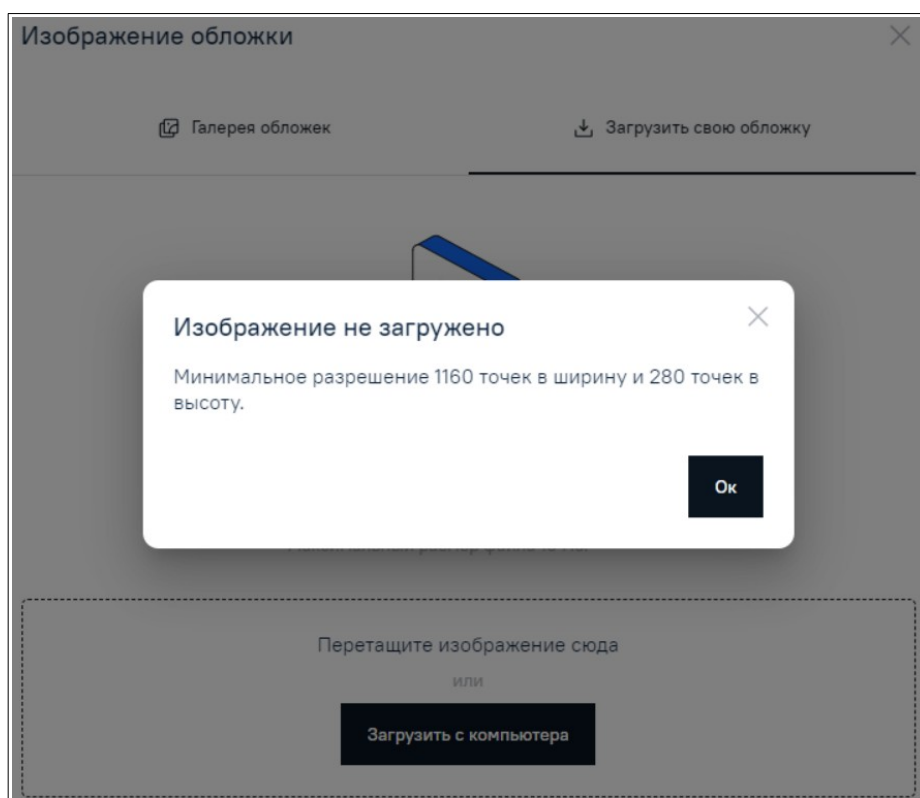 Изображение обложки
Галерея обложек
Загрузить свою обложку
Изображение не загружено
Минимальное разрешение 1160 точек в ширину и 280 точек в
высоту.
Ок
Перетащите изображение сюда
или
Загрузить с компьютера